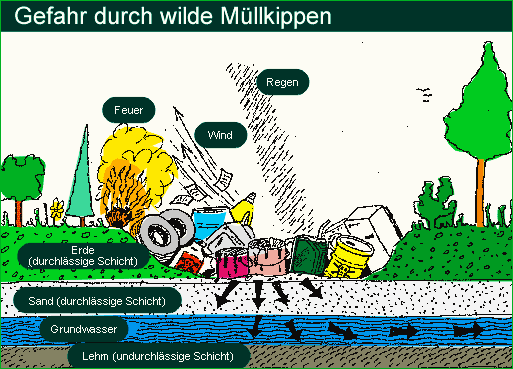 Gefahr durch wilde Müllkippen
Regen
Feuer
Wind
Erde
(durchlässige Schicht)
Sand (durchlässige Schicht)
Grundwasser
Lehm (undurchlässige Schicht)